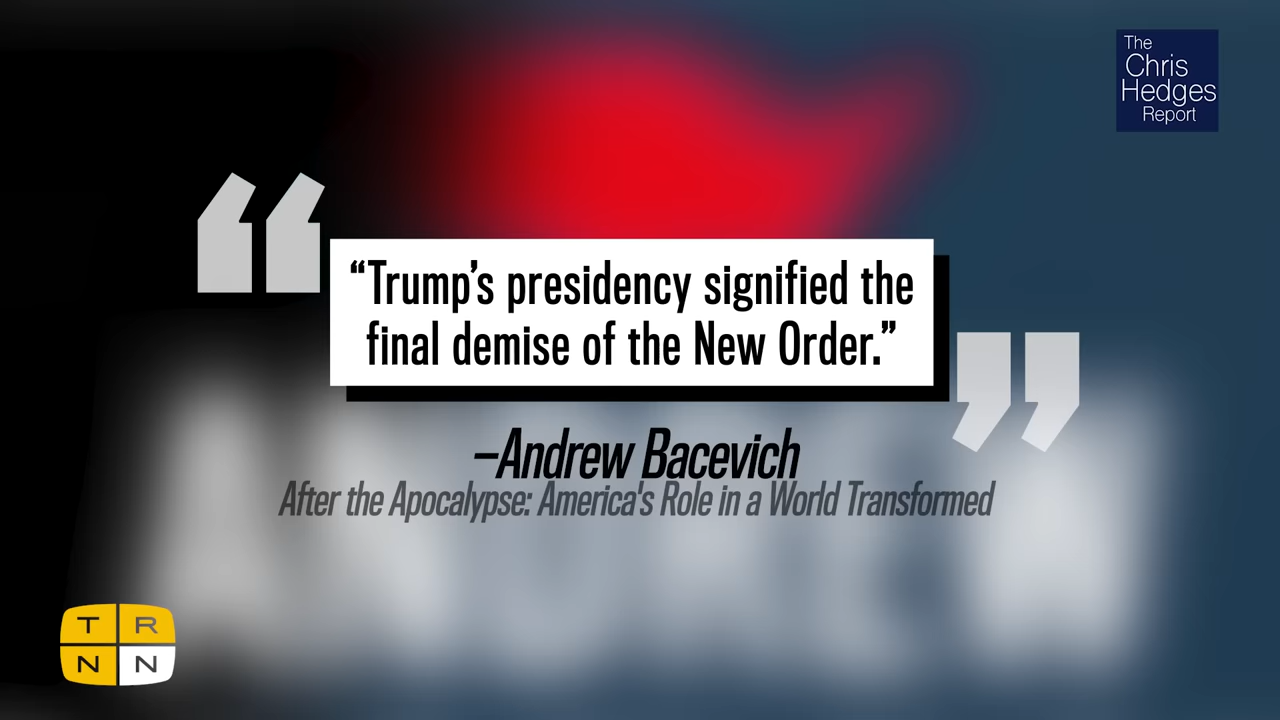 The
Chris
Hedges
Report
“Trump’s presidency signified the
final demise of the New Order.”
–Andrew Bacevich
After the Apocalypse: America's Role in a World Transformed
T R
N N